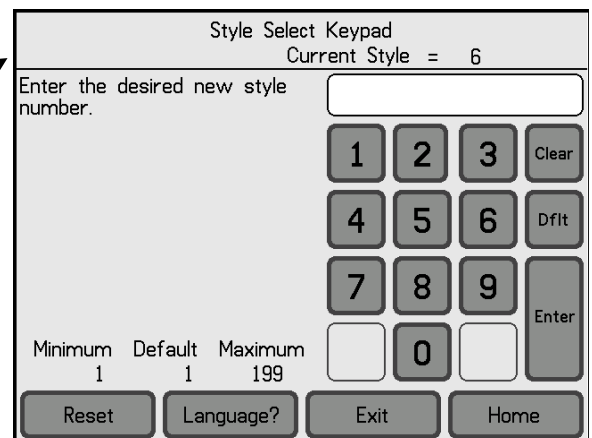 Style Select Keypad
Current Style = 6
Enter the desired new style
number.
1 2 3 Clear
4 5 6 Dflt
7 8 9
Enter
0
Minimum Default Maximum
1 1 199
Reset Language? Exit Home